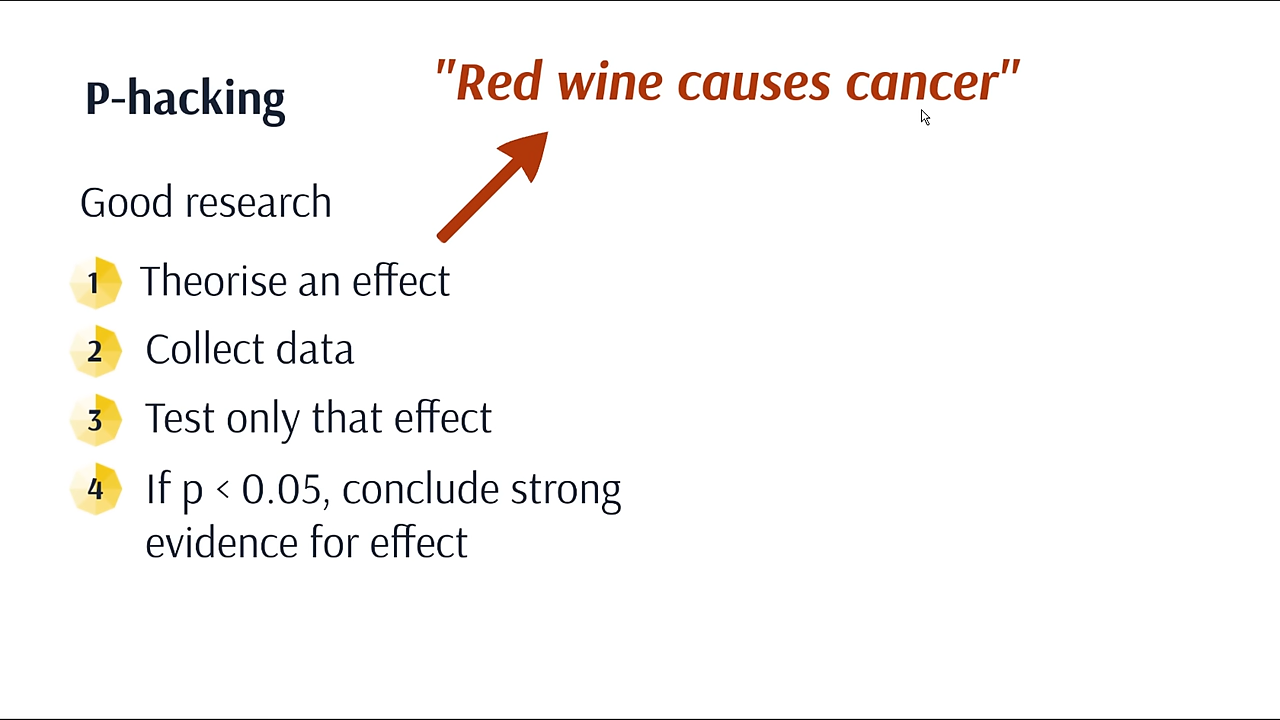 P-hacking
"Red wine causes cancer"
Good research
1 Theorise an effect
2 Collect data
3 Test only that effect
4 If p < 0.05, conclude strong
evidence for effect